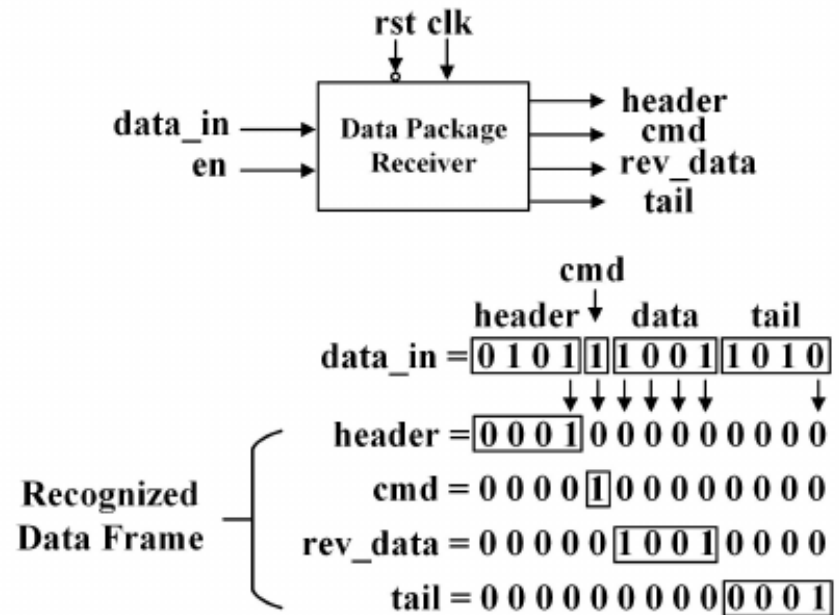 rst clk
data_in
en
Data Package
Receiver
header
cmd
rev_data
tail
cmd
header data tail
data_in = 0 1 0 1 1 1 0 0 1 1 0 1 0
header = 0 0 0 1 0 0 0 0 0 0 0 0 0
cmd = 0 0 0 0 1 0 0 0 0 0 0 0 0
rev_data = 0 0 0 0 0 1 0 0 1 0 0 0 0
tail = 0 0 0 0 0 0 0 0 0 0 0 0 1
Recognized
Data Frame